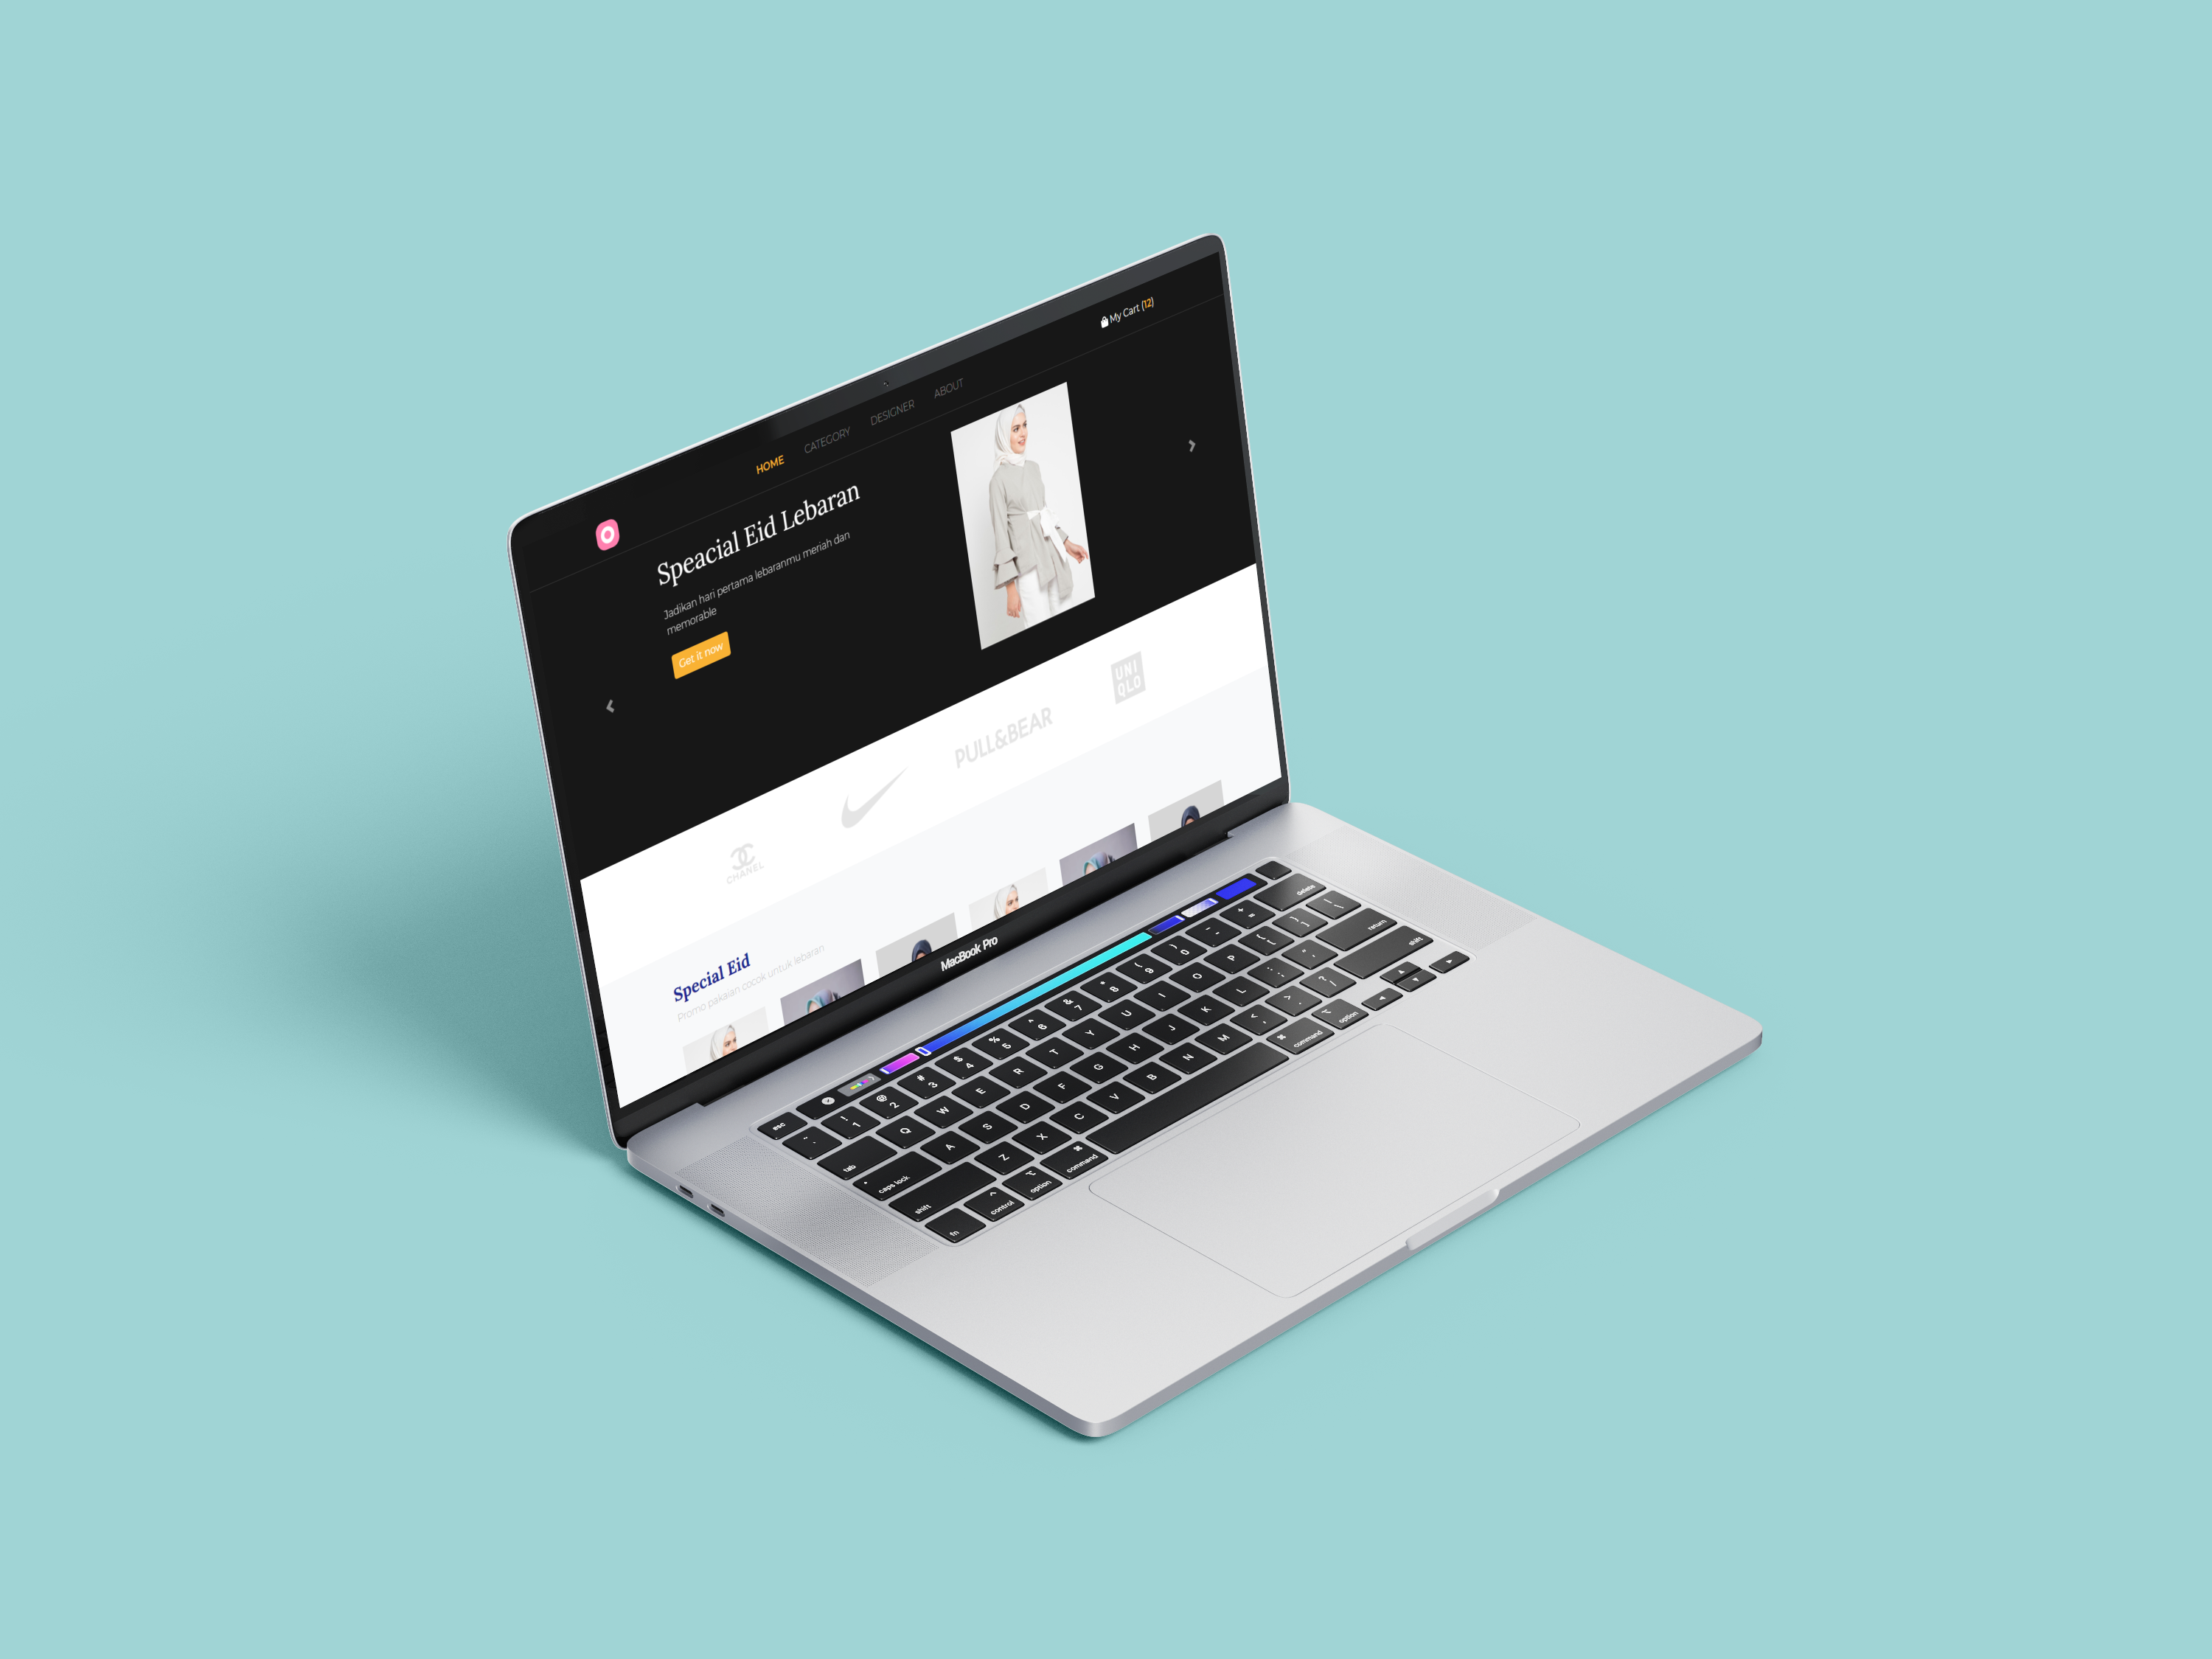 My Cart (12)
HOME CATEGORY DESIGNER ABOUT
Speacial Eid Lebaran
Jadikan hari pertama lebaranmu meriah dan
memorable
Get it now
CHANEL
PULL&BEAR
UNI
QLO
Special Eid
Promo pakaian cocok untuk lebaran
MacBook Pro
esc
~ ` ! 1 @ 2 # 3 $ 4 % 5 ^ 6 & 7 * 8 ( 9 ) 0 _ - + = delete
tab Q W E R T Y U I O P { [ } ] | \
caps lock A S D F G H J K L : ; " ' return
shift Z X C V B N M < , > . ? / shift
fn control option command command option